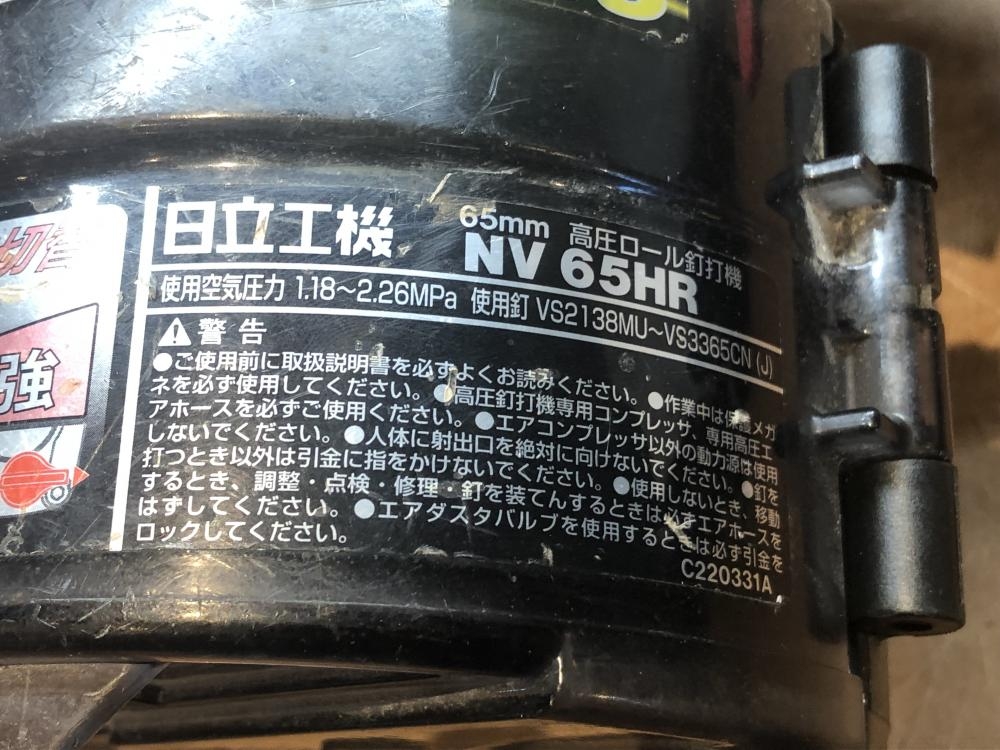 切替
強
日立工機
65mm 高圧ロール釘打機
NV 65HR
使用空気圧力 1.18～2.26MPa 使用釘 VS2138MU～VS3365CN (J)
警告
●ご使用前に取扱説明書を必ずよくお読みください。●作業中は保護メガ
ネを必ず使用してください。●高圧釘打機専用コンプレッサ、専用高圧エ
アホースを必ずご使用ください。●エアコンプレッサ以外の動力源は使用
しないでください。●人体に射出口を絶対に向けないでください。●釘を
打つとき以外は引金に指をかけないでください。●使用しないとき、移動
するとき、調整・点検・修理・釘を装てんするときは必ずエアホースを
はずしてください。●エアダスタバルブを使用するときは必ず引金を
ロックしてください。
C220331A